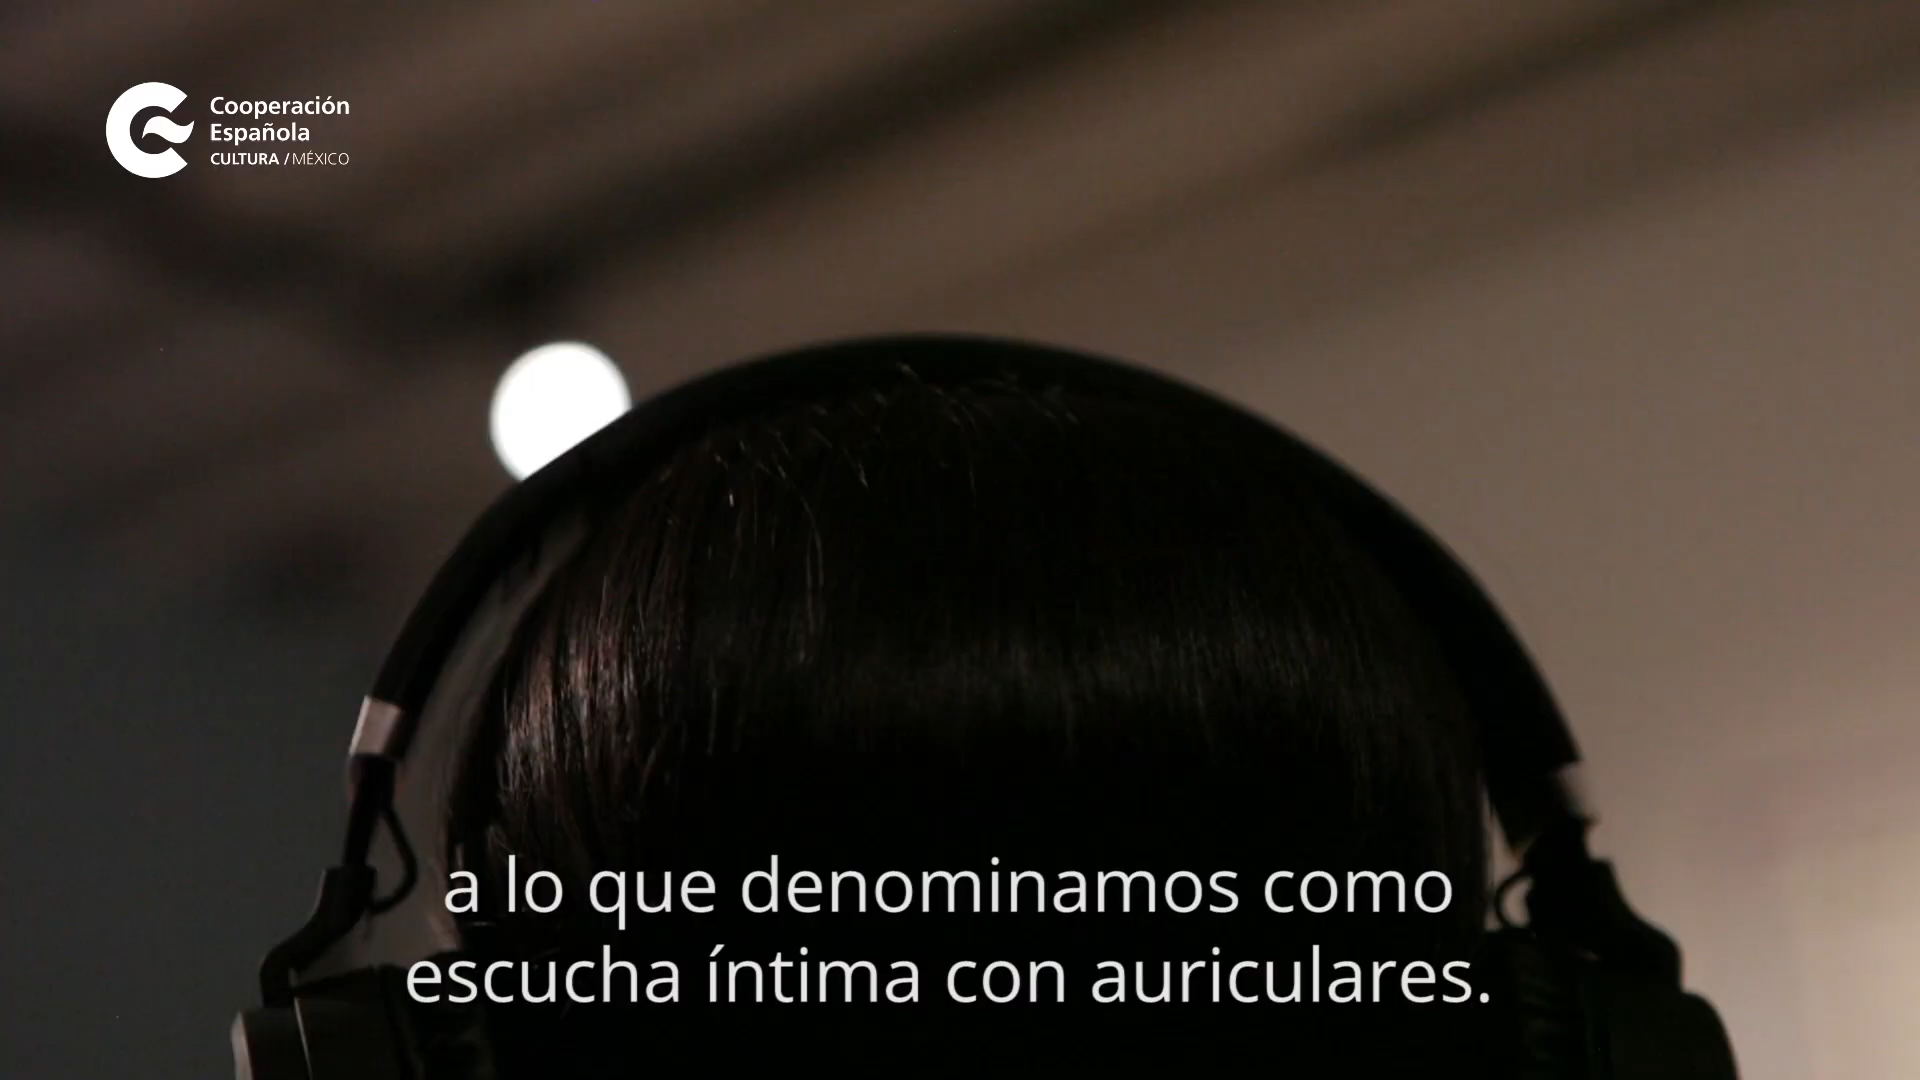 Cooperación
Española
CULTURA / MÉXICO
a lo que denominamos como
escucha íntima con auriculares.